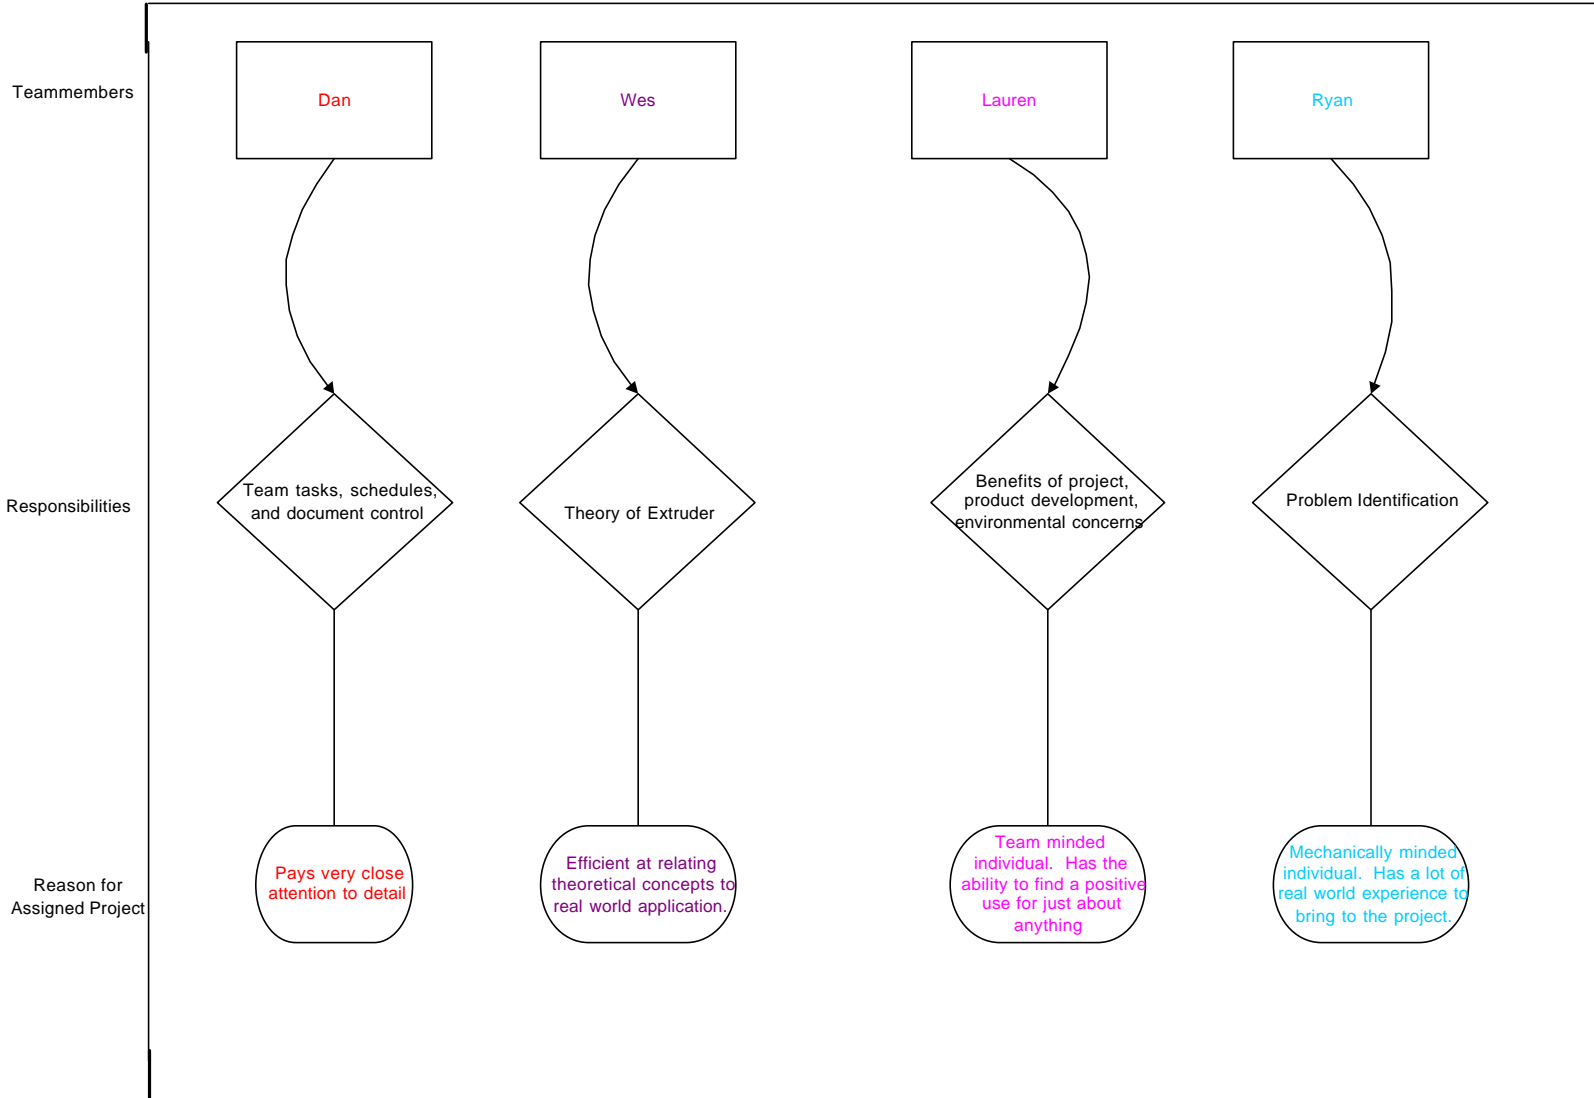 Teammembers
Dan
Wes
Lauren
Ryan
Responsibilities
Team tasks, schedules,
and document control
Theory of Extruder
Benefits of project,
product development,
environmental concerns
Problem Identification
Reason for
Assigned Project
Pays very close
attention to detail
Efficient at relating
theoretical concepts to
real world application.
Team minded
individual.  Has the
ability to find a positive
use for just about
anything
Mechanically minded
individual.  Has a lot of
real world experience to
bring to the project.